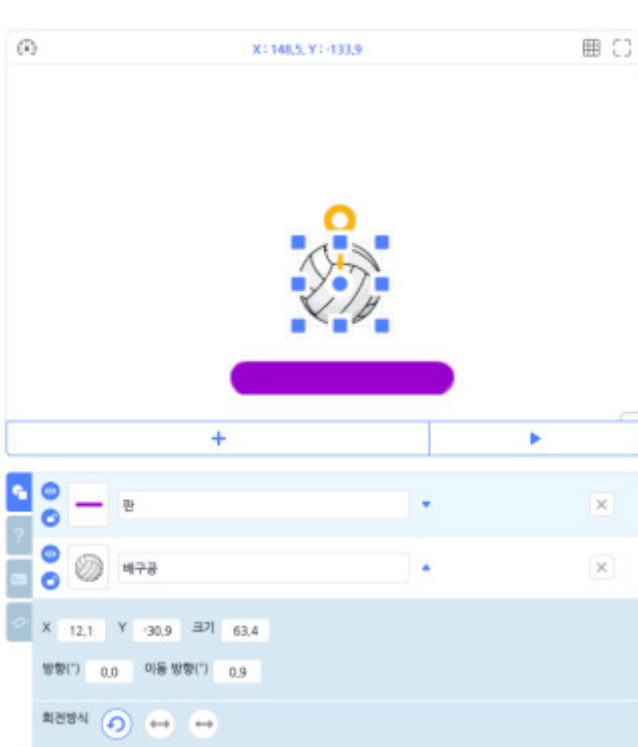 X : 148.5, Y : -133.9
+
판
?
배구공
X 12.1 Y -30.9 크기 63.4
방향(°) 0.0 이동 방향(°) 0.9
회전방식